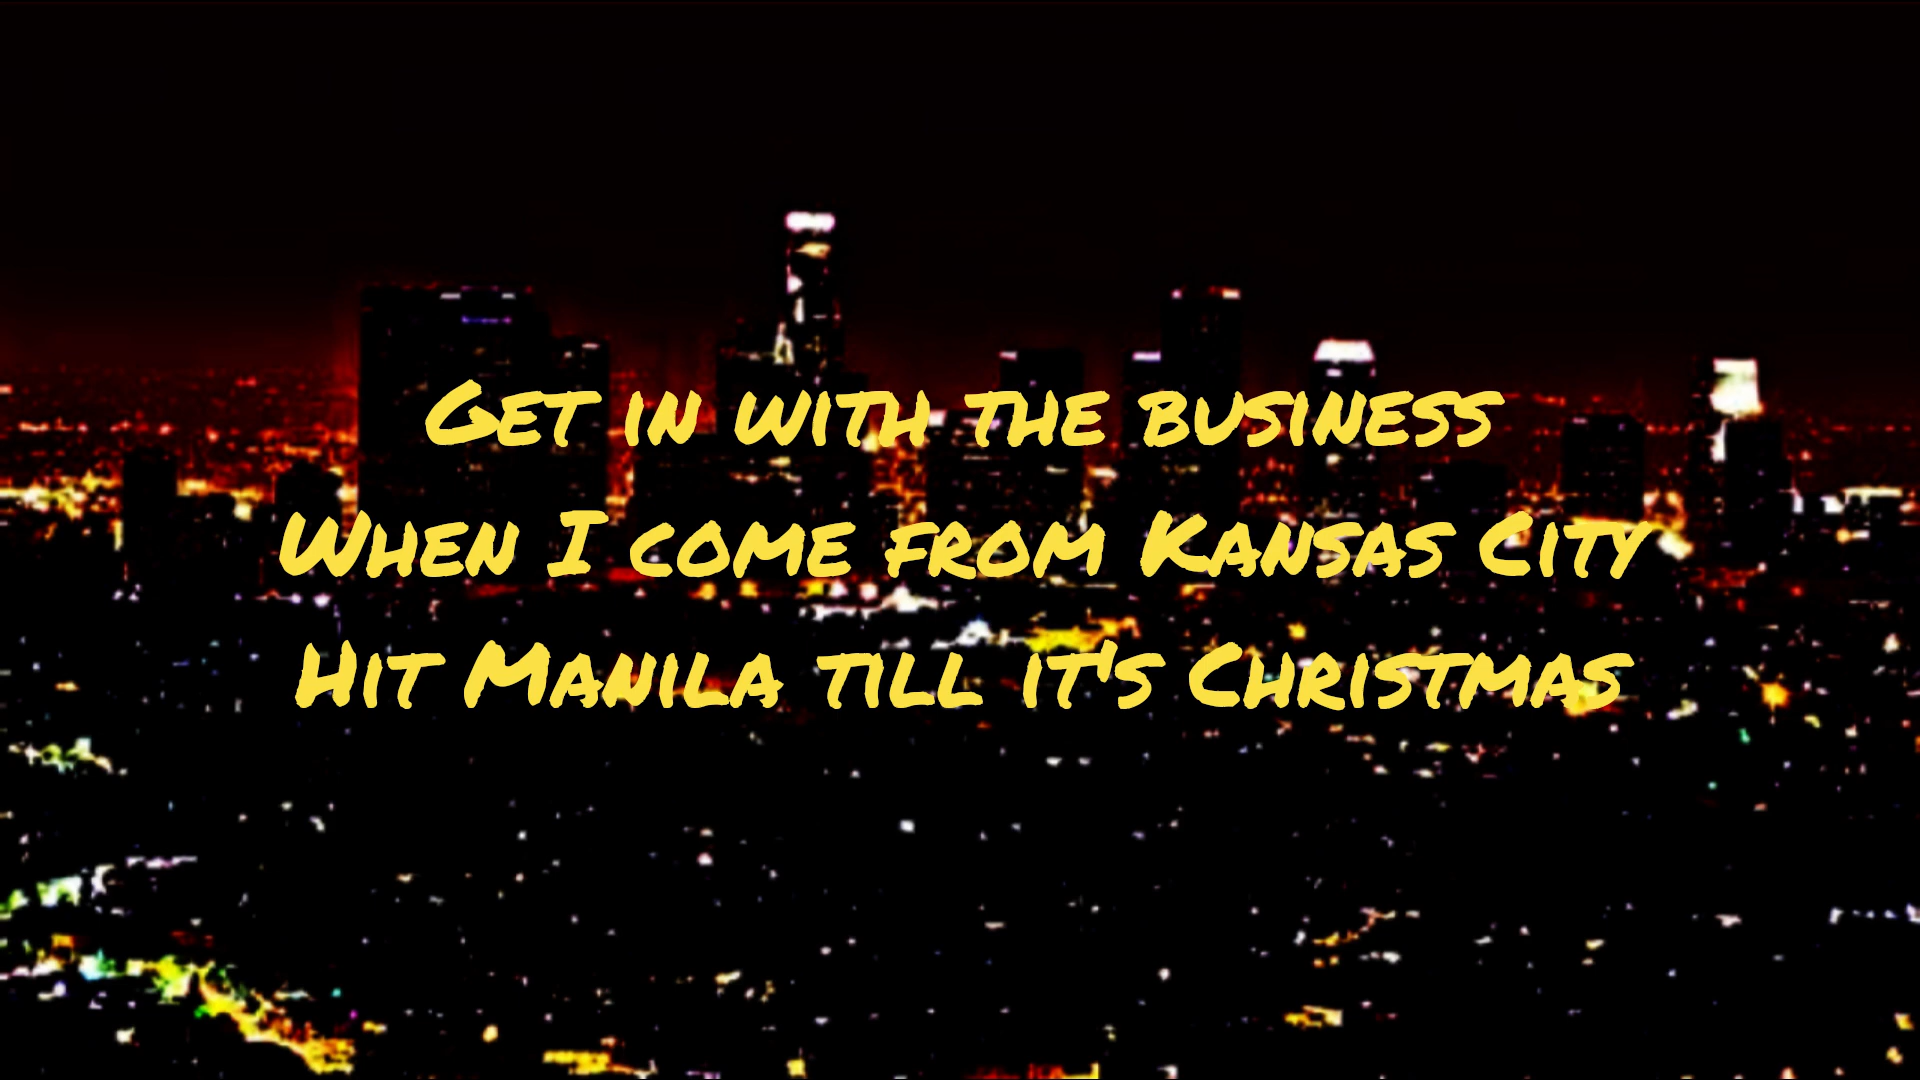 Get in with the business
When I come from Kansas City
Hit Manila till it's Christmas